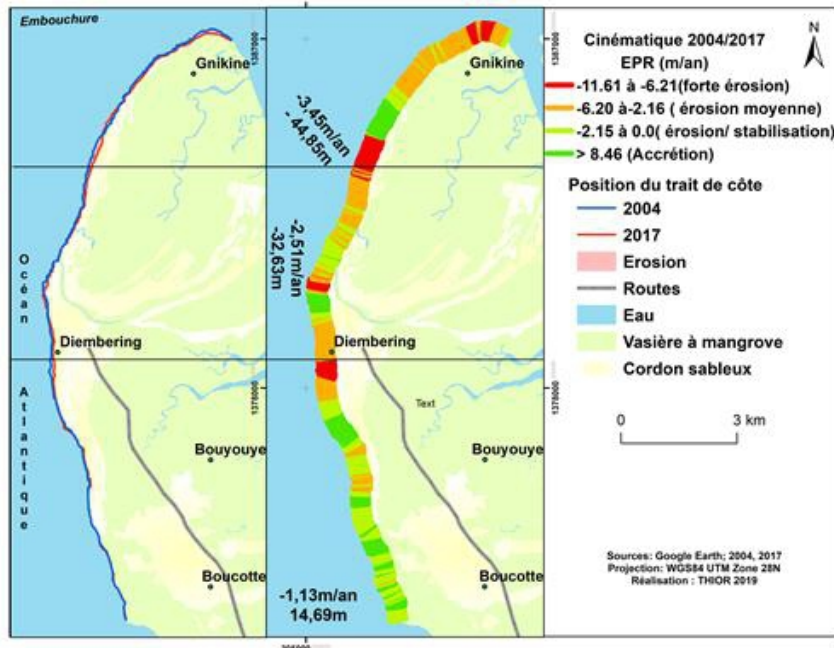 Embouchure
Gnikine
Océan
Diembering
Atlantique
Bouyouye
Boucotte
1387000
Gnikine
-3,45m/an
- 44,85m
-2,51m/an
-32,63m
Diembering
1378000
Text
Bouyouye
Boucotte
-1,13m/an
14,69m
Cinématique 2004/2017
N
EPR (m/an)
-11.61 à -6.21(forte érosion)
-6.20 à-2.16 ( érosion moyenne)
-2.15 à 0.0( érosion/ stabilisation)
> 8.46 (Accrétion)
Position du trait de côte
2004
2017
Erosion
Routes
Eau
Vasière à mangrove
Cordon sableux
0 3 km
Sources: Google Earth; 2004, 2017
Projection: WGS84 UTM Zone 28N
Réalisation : THIOR 2019